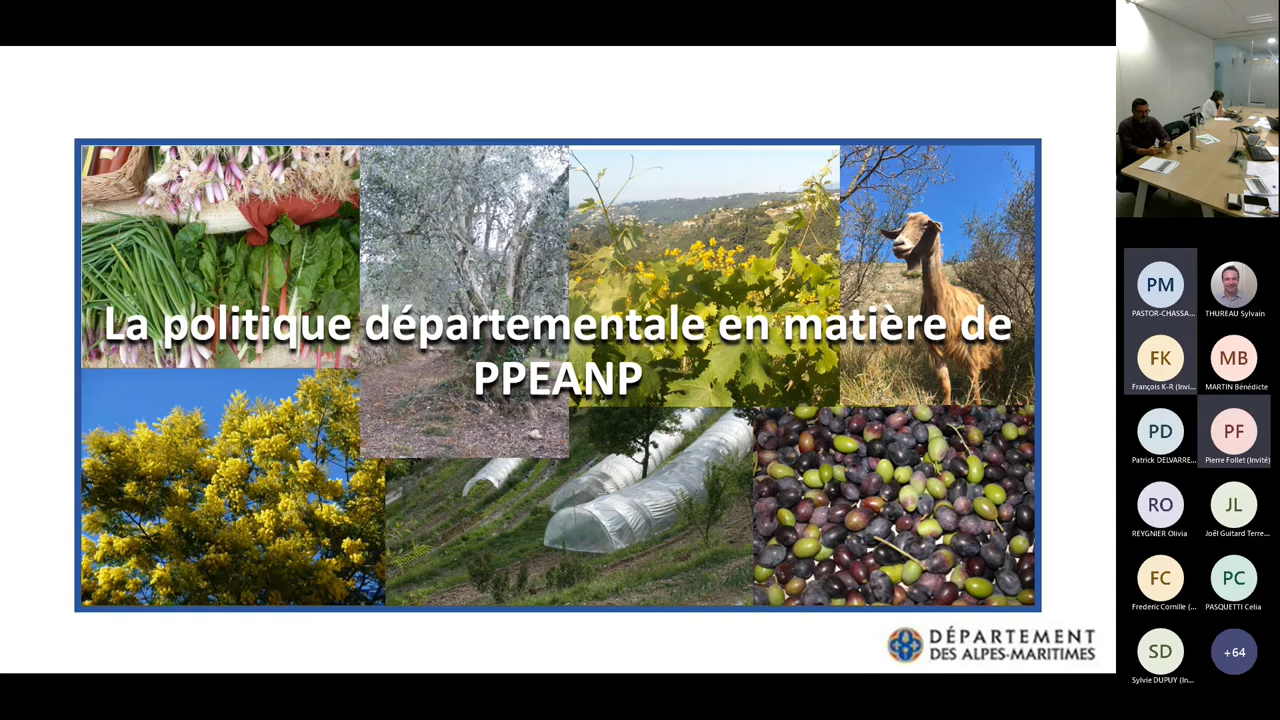 La politique départementale en matière de
PPEANP
DÉPARTEMENT
DES ALPES-MARITIMES
PM
PASTOR-CHASSA...
THUREAU Sylvain
FK
François K-R (Invi...
MB
MARTIN Bénédicte
PD
Patrick DELVARRE...
PF
Pierre Follet (Invité)
RO
REYGNIER Olivia
JL
Joël Guitard Terre...
FC
Frederic Cornille (...
PC
PASQUETTI Celia
SD
Sylvie DUPUY (In...
+64